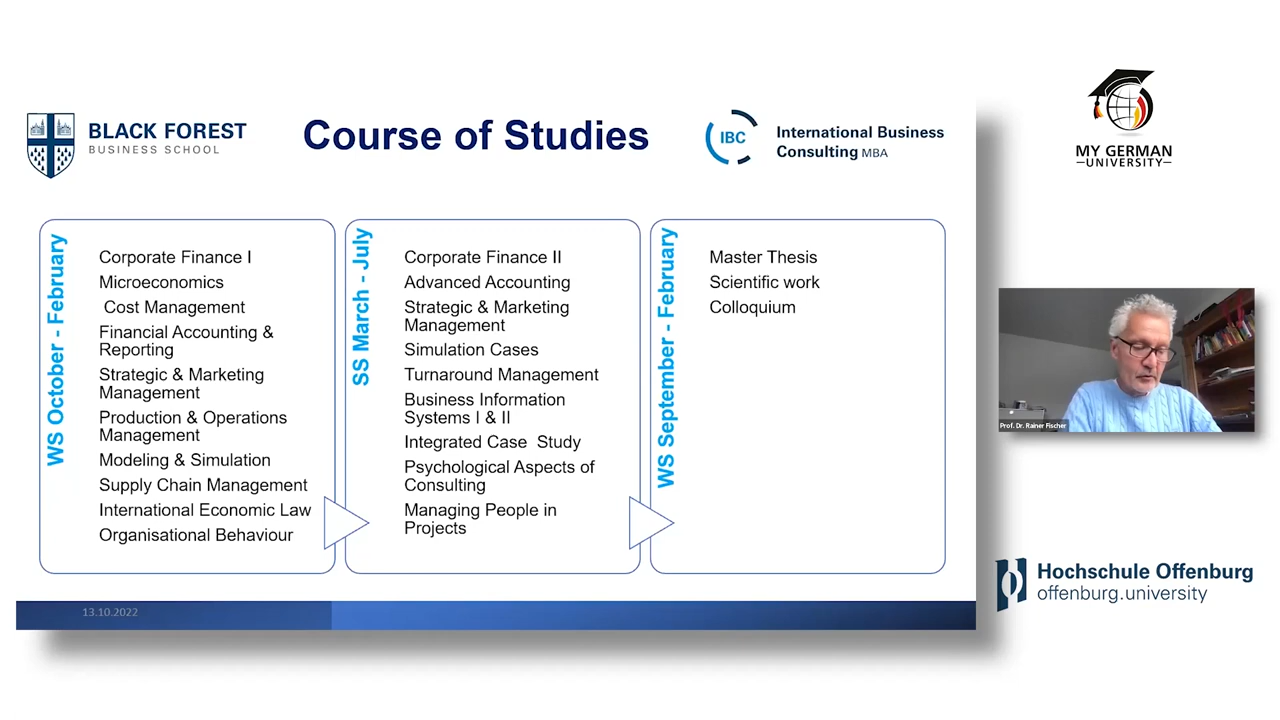 BLACK FOREST
BUSINESS SCHOOL
Course of Studies
IBC
International Business
Consulting MBA
WS October - February
Corporate Finance I
Microeconomics
Cost Management
Financial Accounting &
Reporting
Strategic & Marketing
Management
Production & Operations
Management
Modeling & Simulation
Supply Chain Management
International Economic Law
Organisational Behaviour
SS March - July
Corporate Finance II
Advanced Accounting
Strategic & Marketing
Management
Simulation Cases
Turnaround Management
Business Information
Systems I & II
Integrated Case Study
Psychological Aspects of
Consulting
Managing People in
Projects
WS September - February
Master Thesis
Scientific work
Colloquium
13.10.2022
MY GERMAN
UNIVERSITY
Prof. Dr. Rainer Fischer
Hochschule Offenburg
offenburg.university